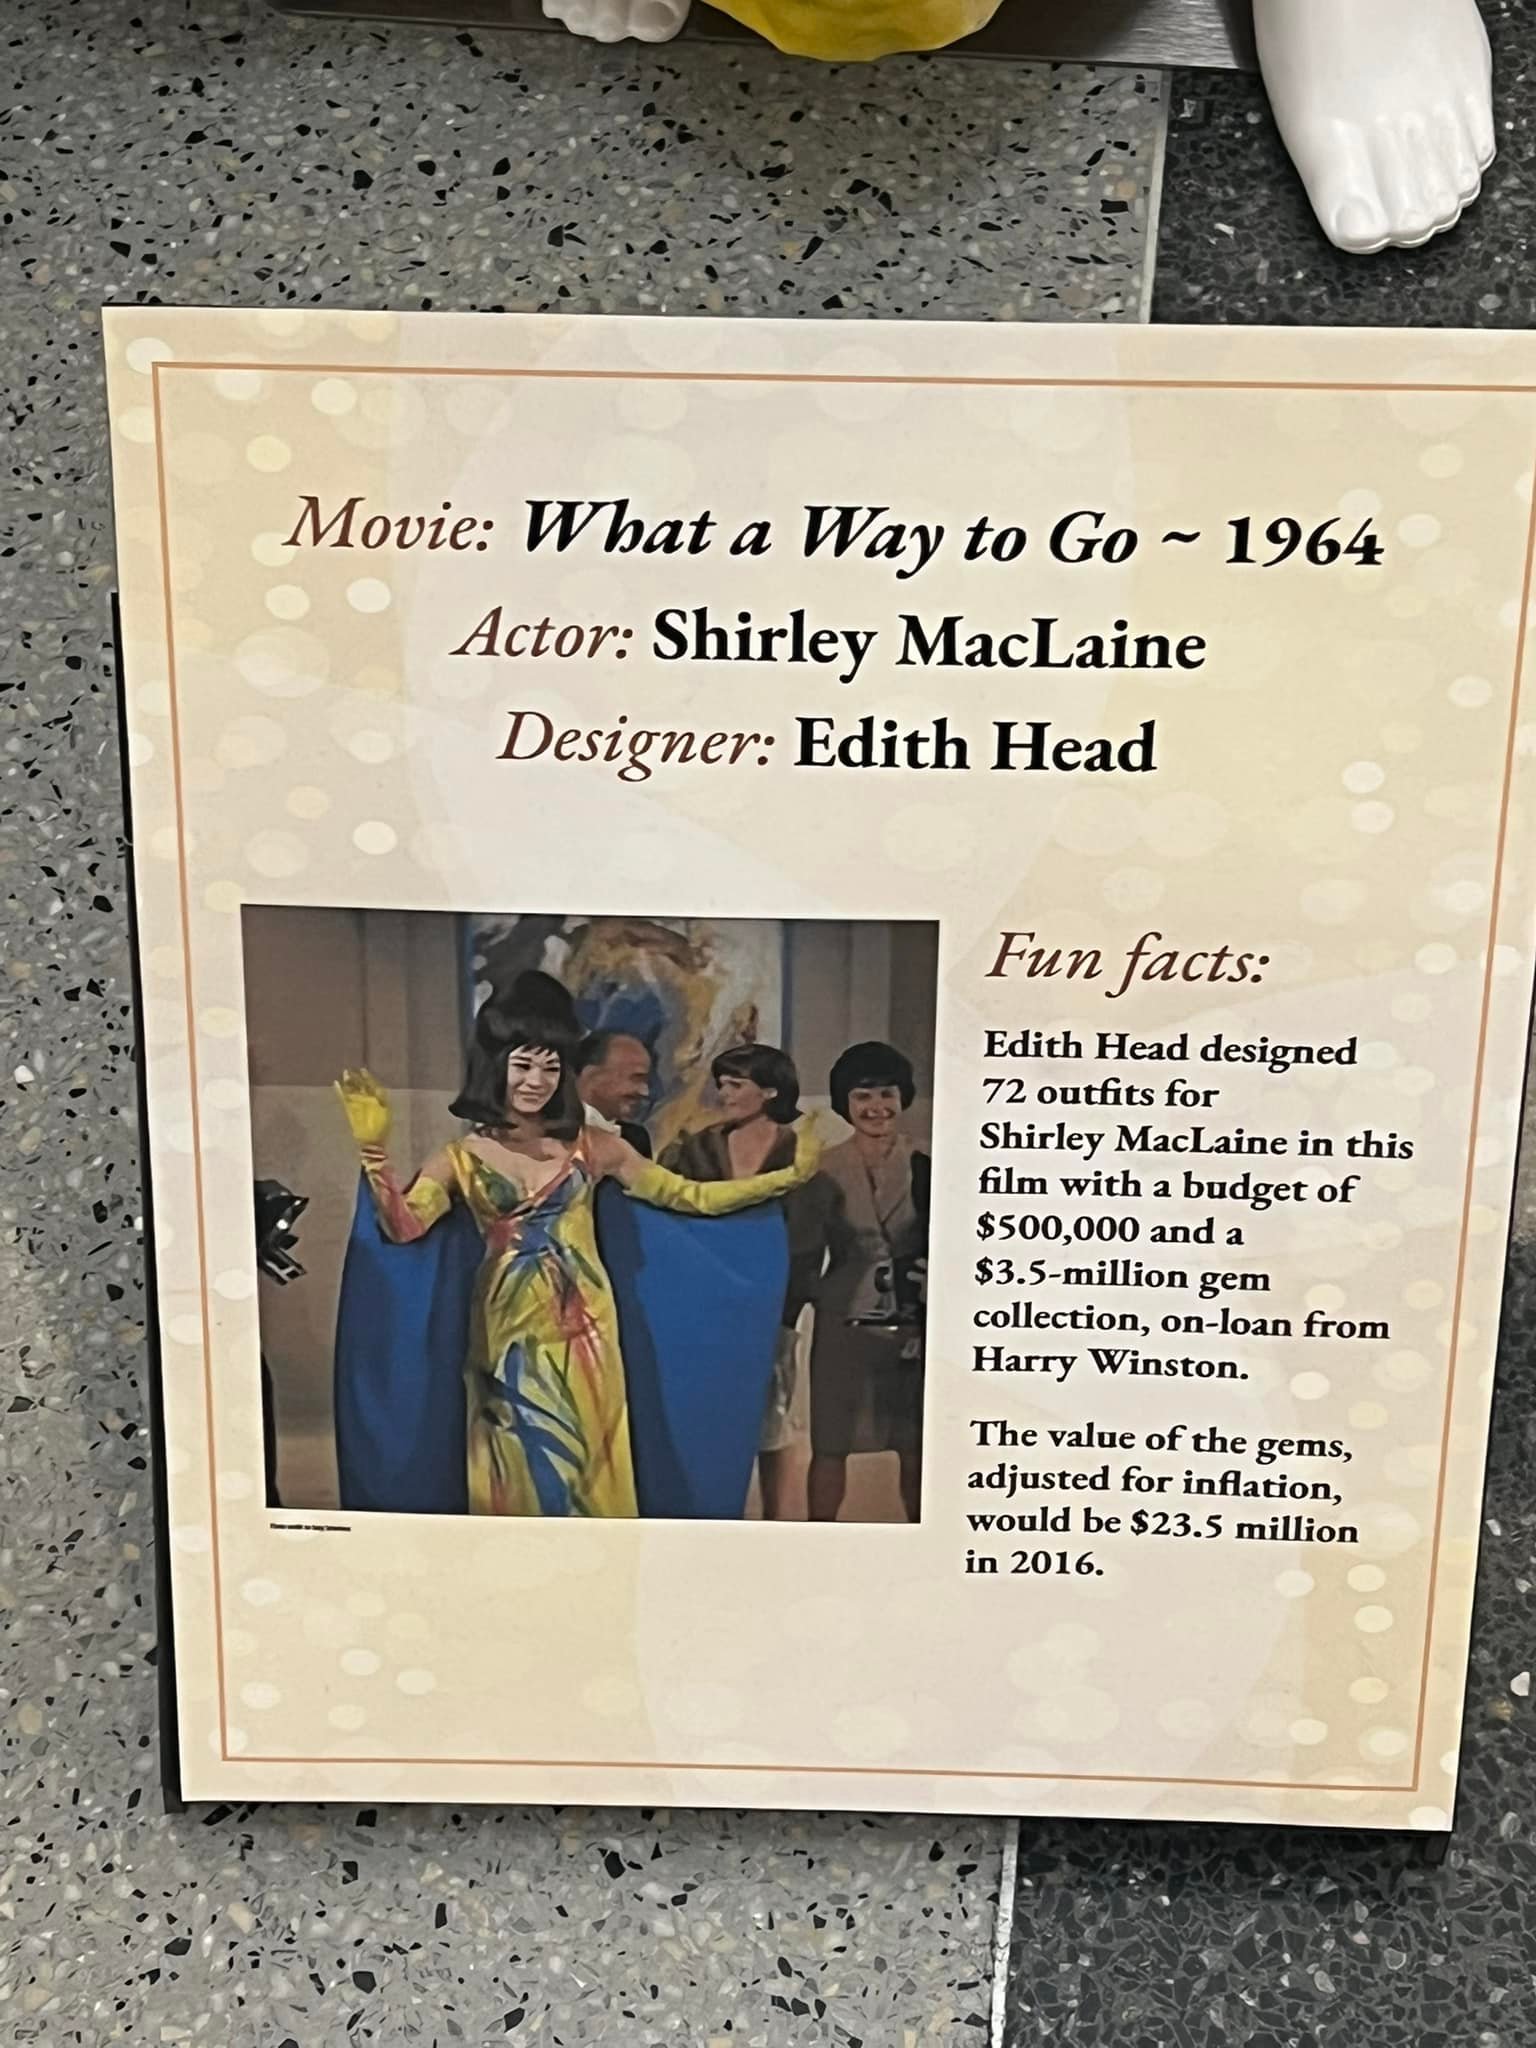 Movie: What a Way to Go ~ 1964
Actor: Shirley MacLaine
Designer: Edith Head
Fun facts:
Edith Head designed
72 outfits for
Shirley MacLaine in this
film with a budget of
$500,000 and a
$3.5-million gem
collection, on-loan from
Harry Winston.
The value of the gems,
adjusted for inflation,
would be $23.5 million
in 2016.